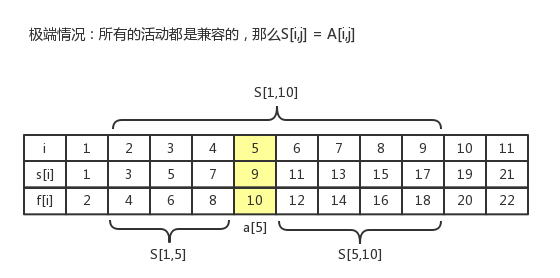 极端情况：所有的活动都是兼容的，那么S[i,j] = A[i,j]
S[1,10]
i 1 2 3 4 5 6 7 8 9 10 11
s[i] 1 3 5 7 9 11 13 15 17 19 21
f[i] 2 4 6 8 10 12 14 16 18 20 22
a[5]
S[1,5] S[5,10]